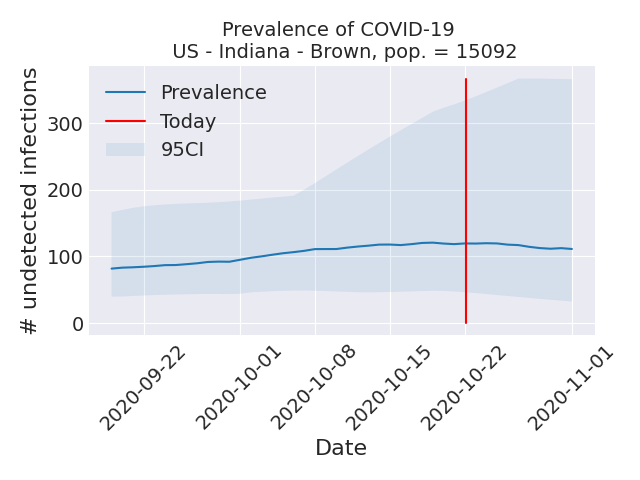 Prevalence of COVID-19
US - Indiana - Brown, pop. = 15092
# undetected infections
300
200
100
0
Prevalence
Today
95CI
2020-09-22
2020-10-01
2020-10-08
2020-10-15
2020-10-22
2020-11-01
Date